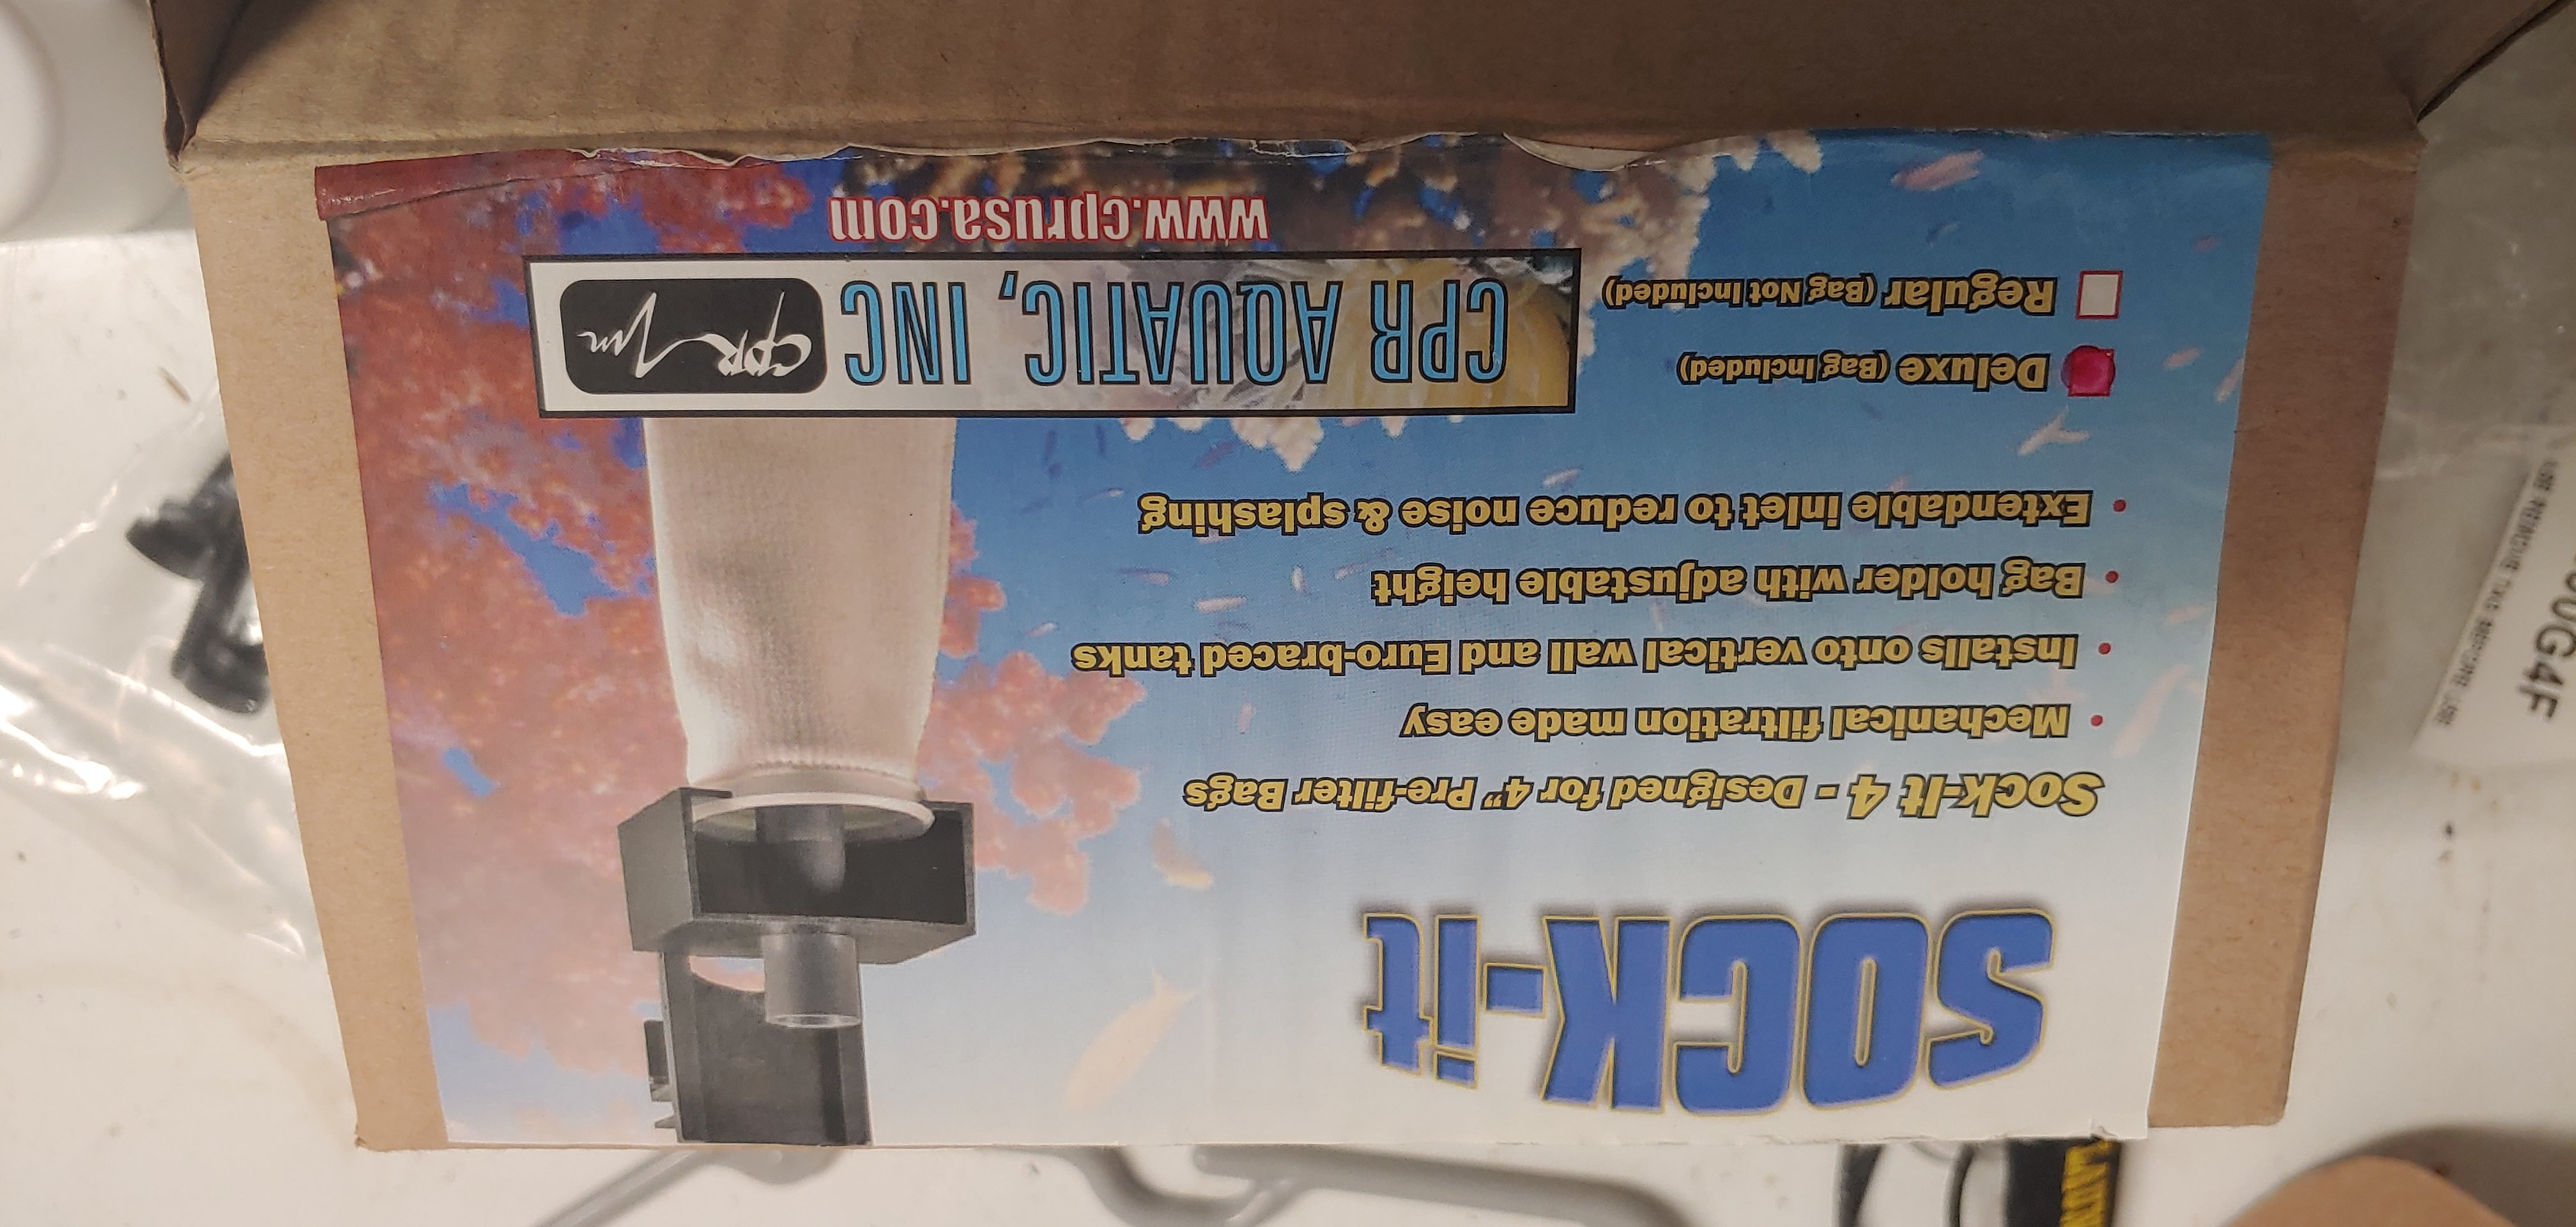 SOCK-it
Sock-It 4 - Designed for 4" Pre-filter Bags
• Mechanical filtration made easy
• Installs onto vertical wall and Euro-braced tanks
• Bag holder with adjustable height
• Extendable inlet to reduce noise & splashing
Deluxe (Bag Included)
Regular (Bag Not Included)
CPR AQUATIC, INC
CPR
www.cprusa.com